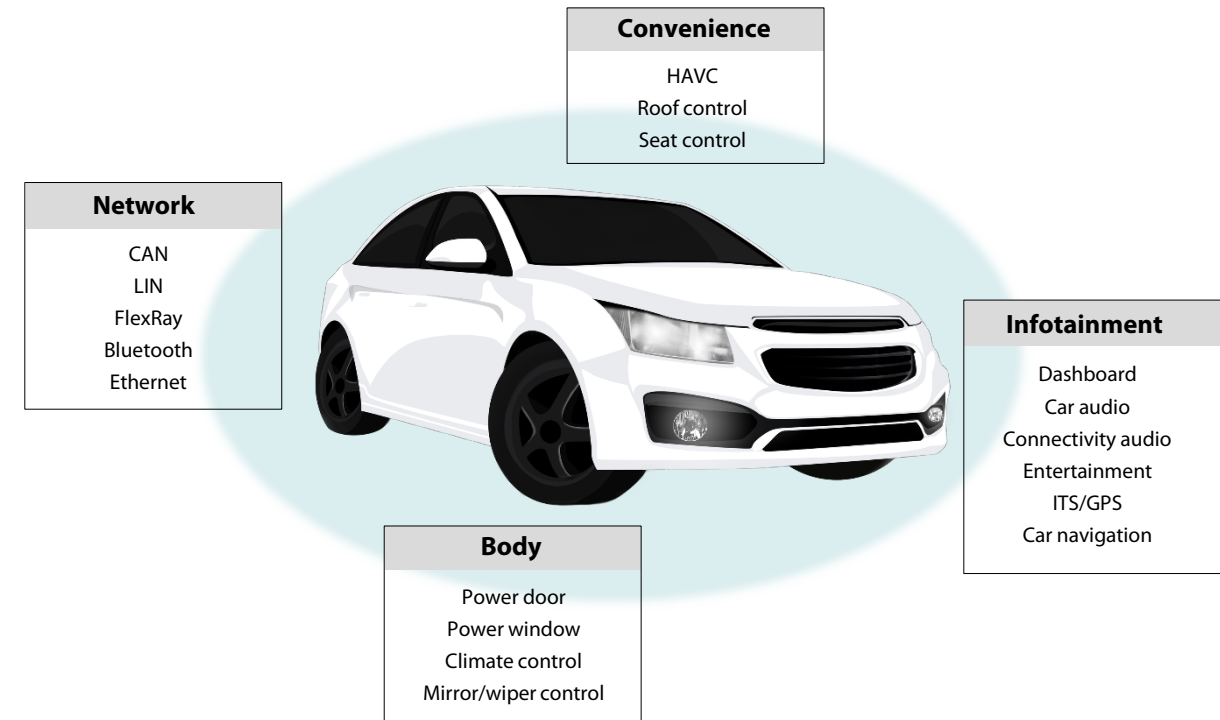 Convenience
HAVC
Roof control
Seat control
Network
CAN
LIN
FlexRay
Bluetooth
Ethernet
Infotainment
Dashboard
Car audio
Connectivity audio
Entertainment
ITS/GPS
Car navigation
Body
Power door
Power window
Climate control
Mirror/wiper control